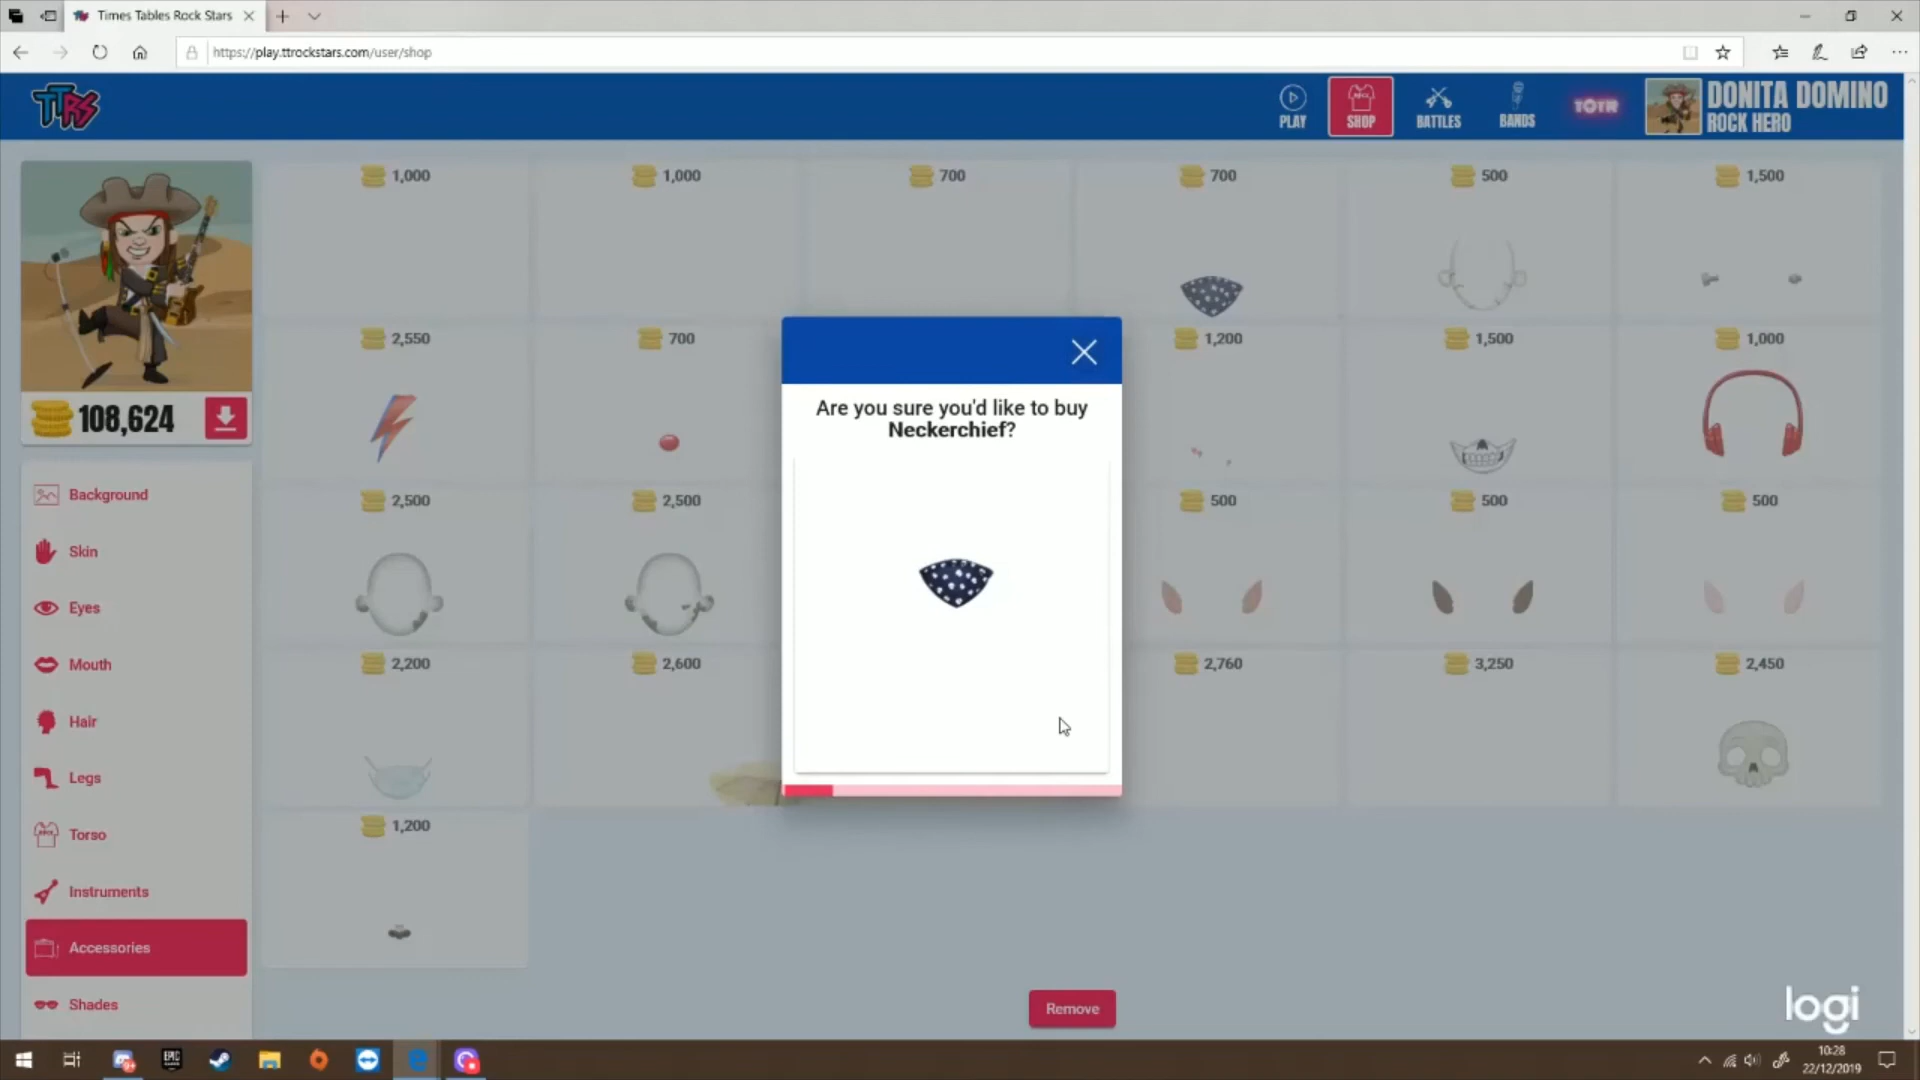 Times Tables Rock Stars
https://play.ttrockstars.com/user/shop
TTRS
PLAY
SHOP
BATTLES
BANDS
TOTR
DONITA DOMINO
ROCK HERO
1,000
1,000
700
700
500
1,500
2,550
700
1,200
1,500
1,000
108,624
Are you sure you'd like to buy
Neckerchief?
2,500
2,500
500
500
500
2,200
2,600
2,760
3,250
2,450
1,200
Background
Skin
Eyes
Mouth
Hair
Legs
Torso
Instruments
Accessories
Shades
Remove
logi
EPIC
10:28
22/12/2019